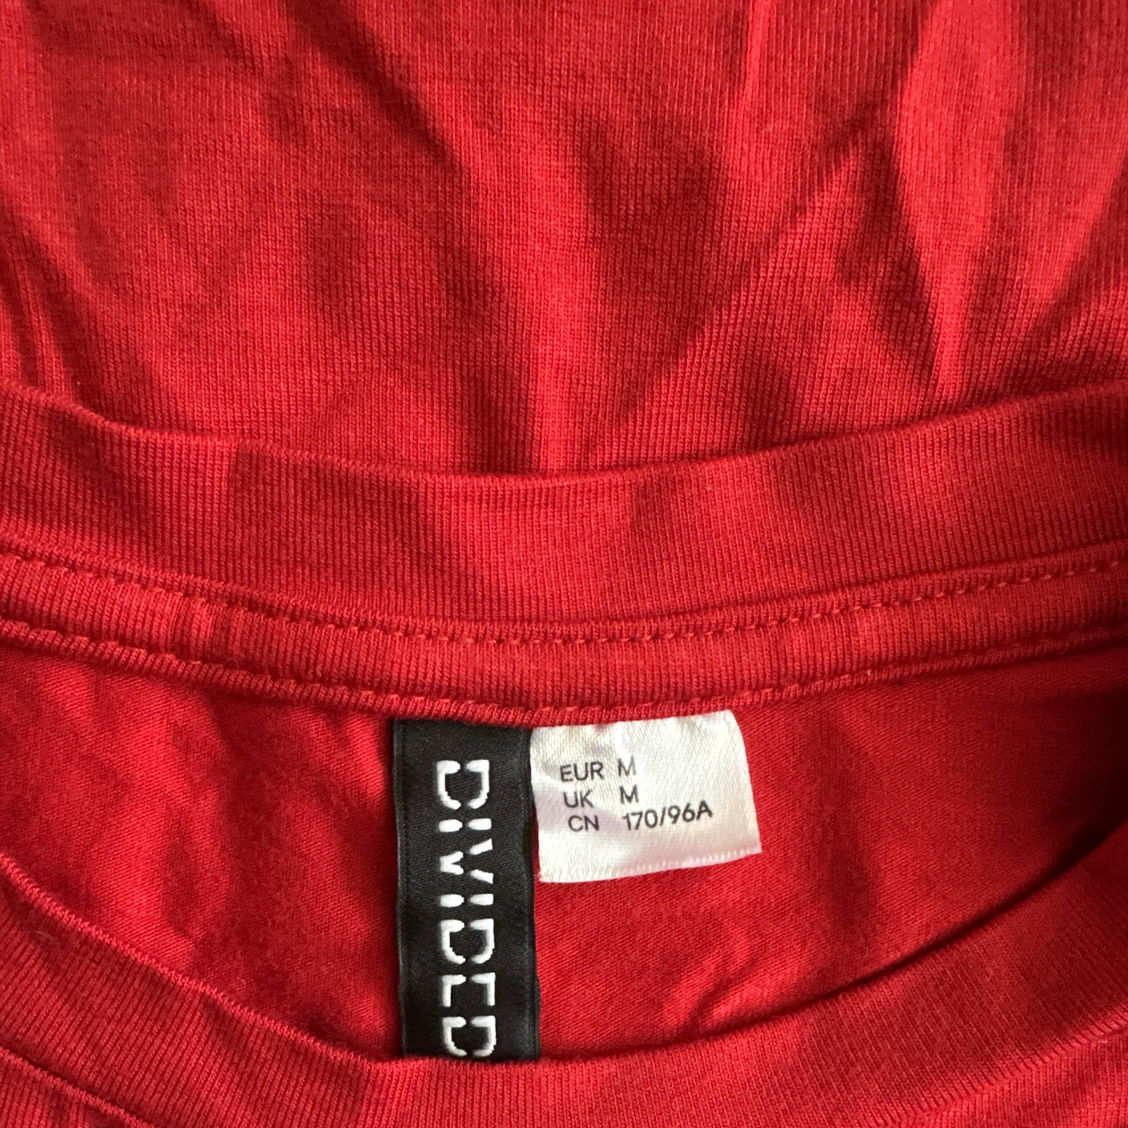 DIVIDED
EUR M
UK M
CN 170/96A